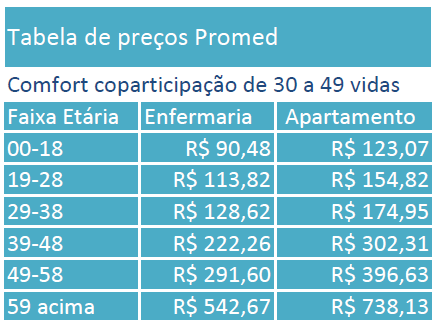 Tabela de preços Promed
Comfort coparticipação de 30 a 49 vidas
Faixa Etária Enfermaria Apartamento
00-18 R$ 90,48 R$ 123,07
19-28 R$ 113,82 R$ 154,82
29-38 R$ 128,62 R$ 174,95
39-48 R$ 222,26 R$ 302,31
49-58 R$ 291,60 R$ 396,63
59 acima R$ 542,67 R$ 738,13